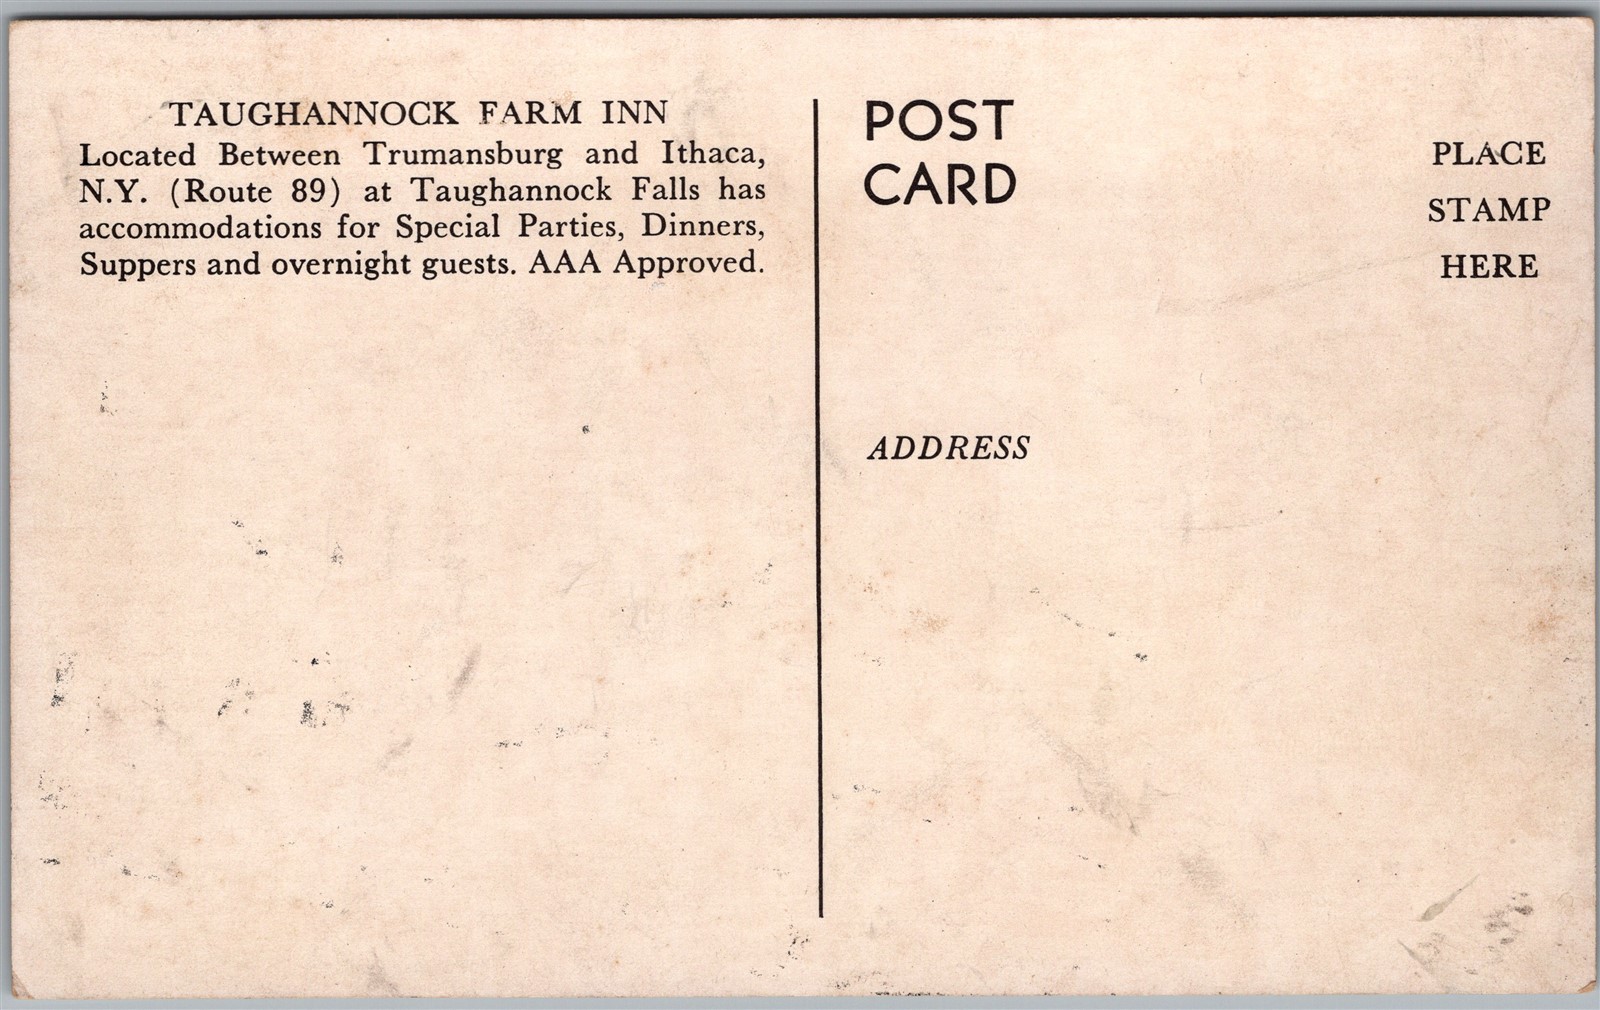 TAUGHANNOCK FARM INN
Located Between Trumansburg and Ithaca,
N.Y. (Route 89) at Taughannock Falls has
accommodations for Special Parties, Dinners,
Suppers and overnight guests. AAA Approved.
POST
CARD
PLACE
STAMP
HERE
ADDRESS